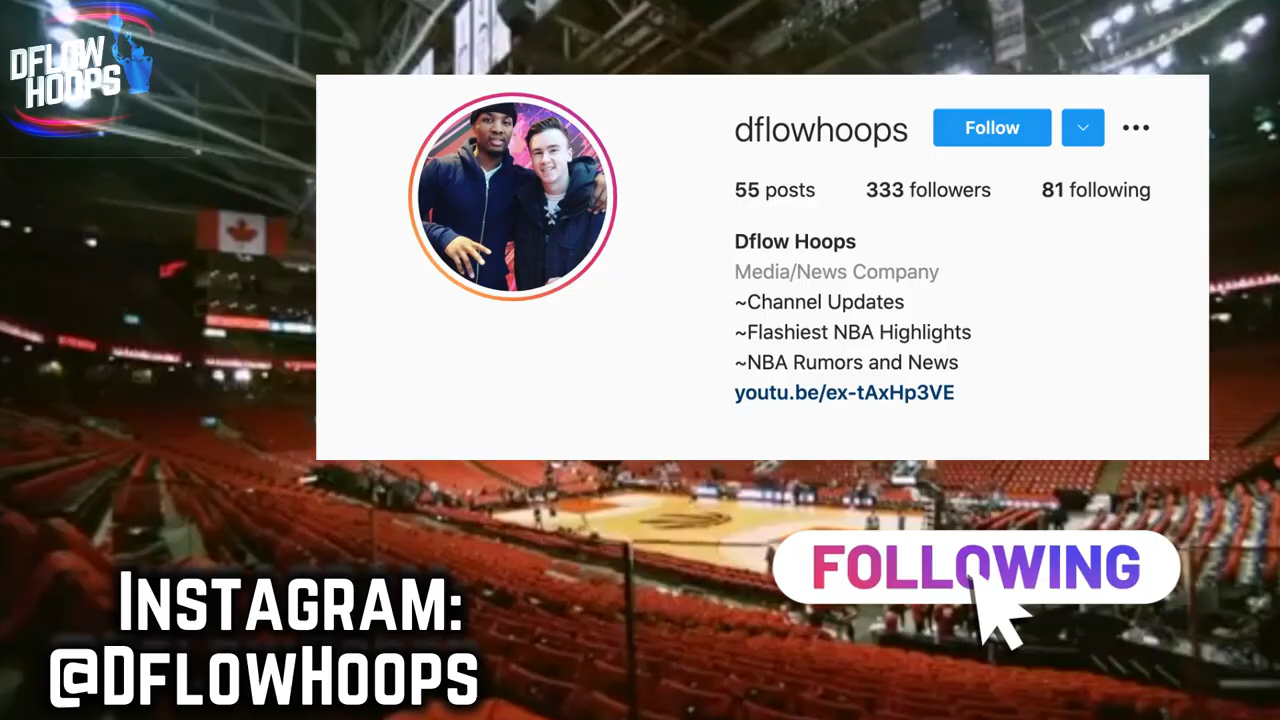 DFLOW
HOOPS
dflowhoops
Follow
55 posts
333 followers
81 following
Dflow Hoops
Media/News Company
~Channel Updates
~Flashiest NBA Highlights
~NBA Rumors and News
youtu.be/ex-tAxHp3VE
FOLLOWING
INSTAGRAM:
@DFLOWHOOPS